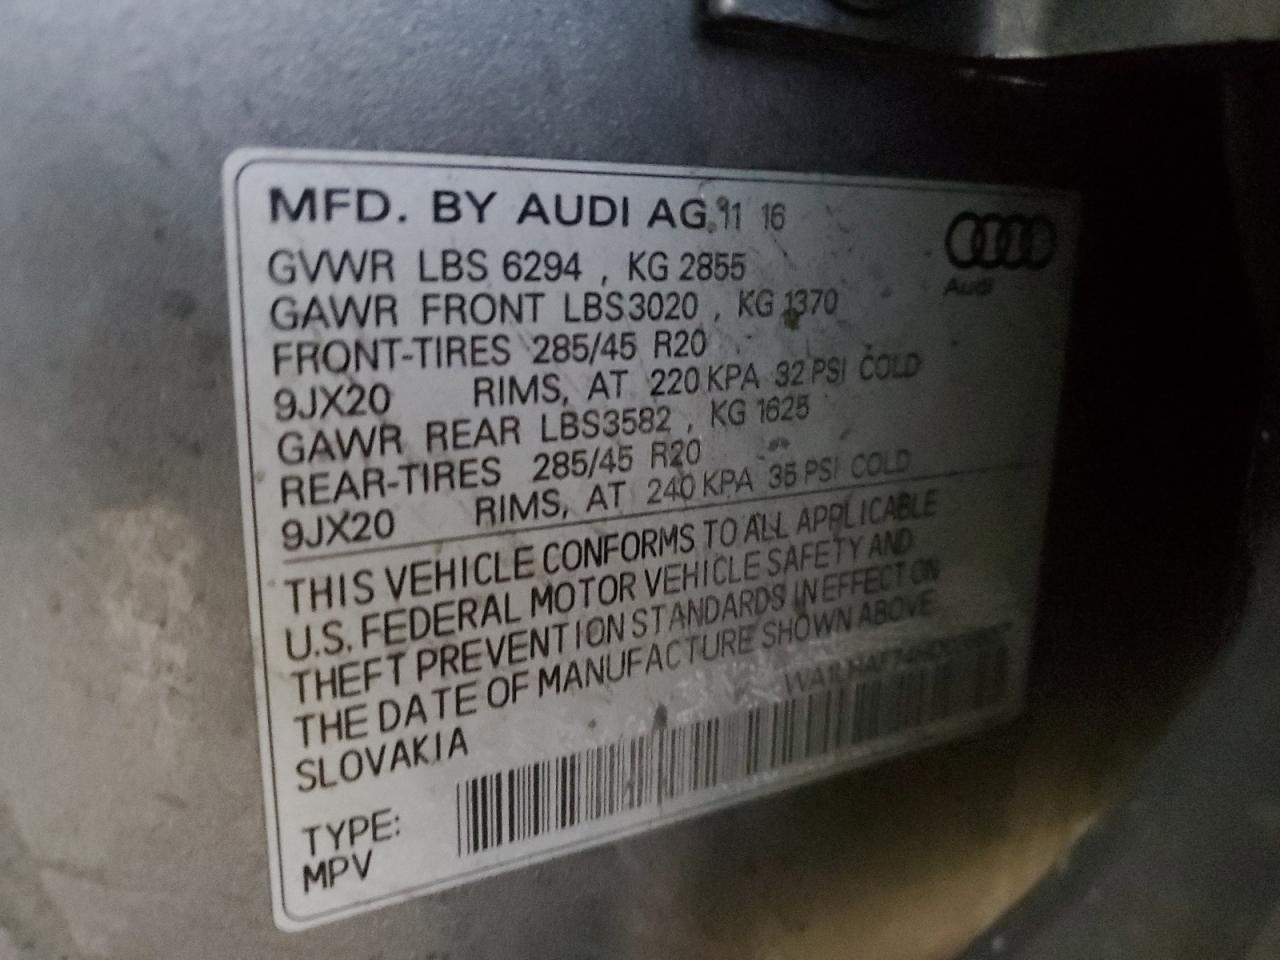 MFD. BY AUDI AG. 11 16
GVWR LBS 6294 , KG 2855
Audi
GAWR FRONT LBS3020 , KG 1370
FRONT-TIRES 285/45 R20
9JX20 RIMS, AT 220 KPA 32 PSI COLD
GAWR REAR LBS3582 , KG 1625
REAR-TIRES 285/45 R20
9JX20 RIMS, AT 240 KPA 35 PSI COLD
THIS VEHICLE CONFORMS TO ALL APPLICABLE
U.S. FEDERAL MOTOR VEHICLE SAFETY AND
THEFT PREVENTION STANDARDS IN EFFECT ON
THE DATE OF MANUFACTURE SHOWN ABOVE
SLOVAKIA
TYPE:
MPV